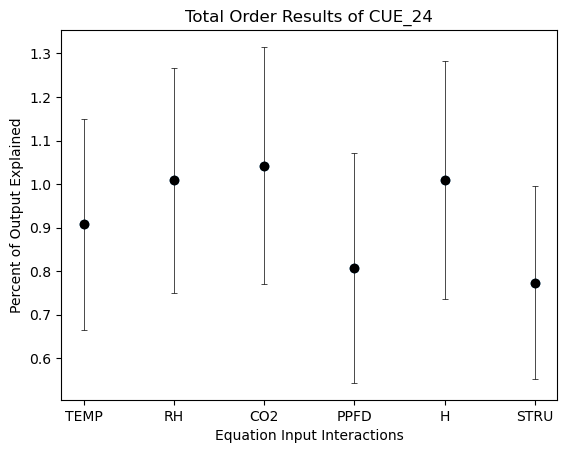 Total Order Results of CUE_24
Percent of Output Explained
1.3
1.2
1.1
1.0
0.9
0.8
0.7
0.6
TEMP RH CO2 PPFD H STRU
Equation Input Interactions